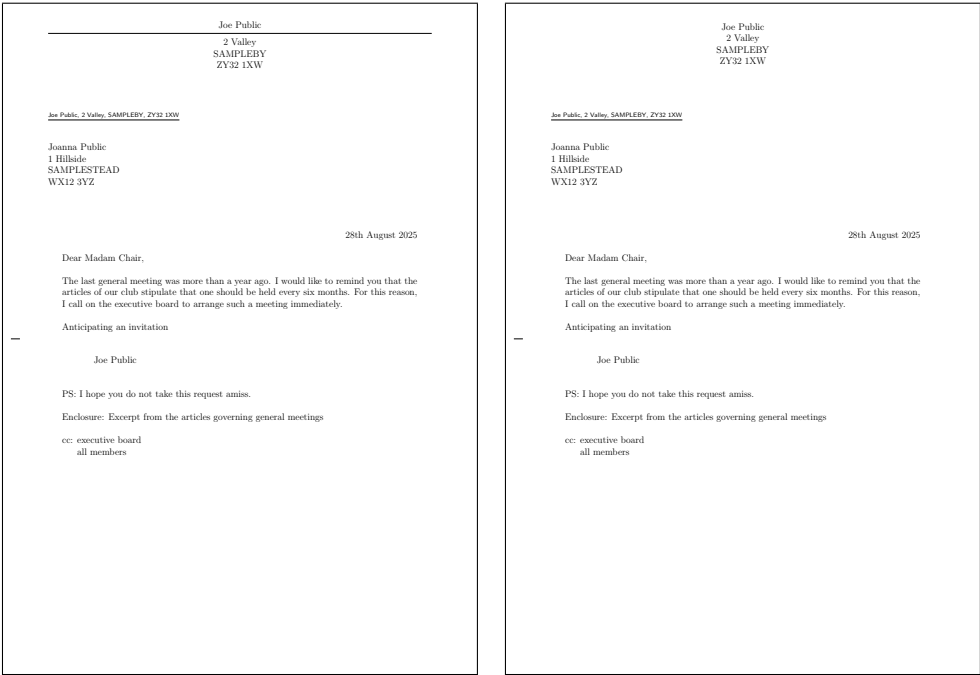 Joe Public
2 Valley
SAMPLEBY
ZY32 1XW
Joe Public, 2 Valley, SAMPLEBY, ZY32 1XW
Joanna Public
1 Hillside
SAMPLESTEAD
WX12 3YZ
28th August 2025
Dear Madam Chair,
The last general meeting was more than a year ago. I would like to remind you that the
articles of our club stipulate that one should be held every six months. For this reason,
I call on the executive board to arrange such a meeting immediately.
Anticipating an invitation
Joe Public
PS: I hope you do not take this request amiss.
Enclosure: Excerpt from the articles governing general meetings
cc: executive board
all members
Joe Public
2 Valley
SAMPLEBY
ZY32 1XW
Joe Public, 2 Valley, SAMPLEBY, ZY32 1XW
Joanna Public
1 Hillside
SAMPLESTEAD
WX12 3YZ
28th August 2025
Dear Madam Chair,
The last general meeting was more than a year ago. I would like to remind you that the
articles of our club stipulate that one should be held every six months. For this reason,
I call on the executive board to arrange such a meeting immediately.
Anticipating an invitation
Joe Public
PS: I hope you do not take this request amiss.
Enclosure: Excerpt from the articles governing general meetings
cc: executive board
all members